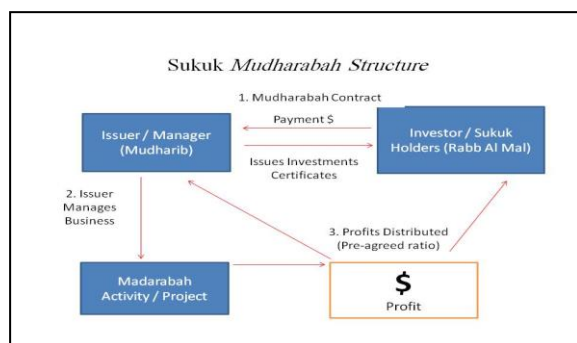 Sukuk Mudharabah Structure
1. Mudharabah Contract
Payment $
Issuer / Manager
(Mudharib)
Investor / Sukuk
Holders (Rabb Al Mal)
Issues Investments
Certificates
2. Issuer
Manages
Business
3. Profits Distributed
(Pre-agreed ratio)
Madarabah
Activity / Project
$
Profit